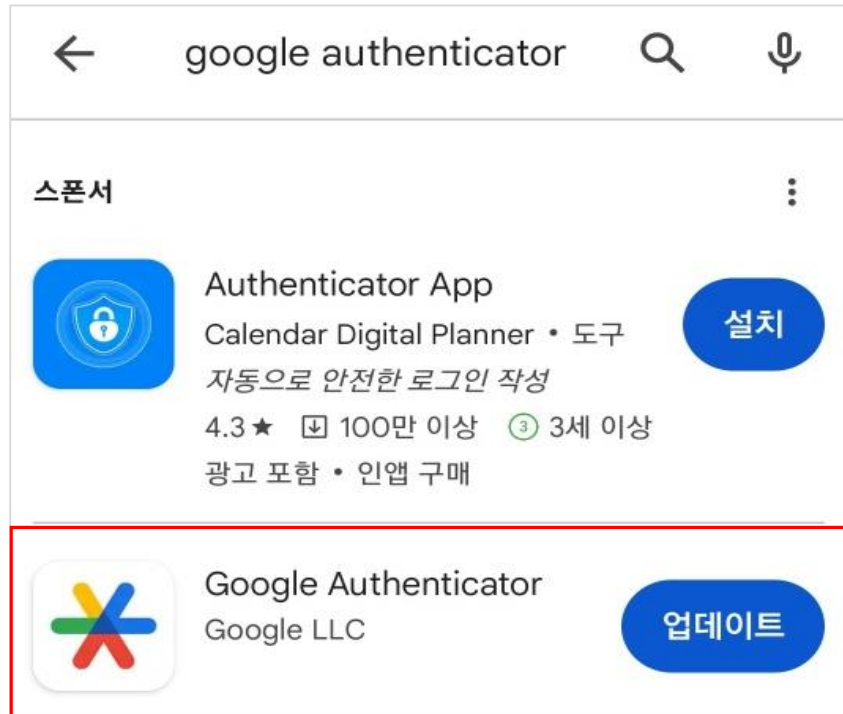 google authenticator
스폰서
Authenticator App
Calendar Digital Planner • 도구
자동으로 안전한 로그인 작성
4.3★ 100만 이상 ③ 3세 이상
광고 포함 • 인앱 구매
설치
Google Authenticator
Google LLC
업데이트